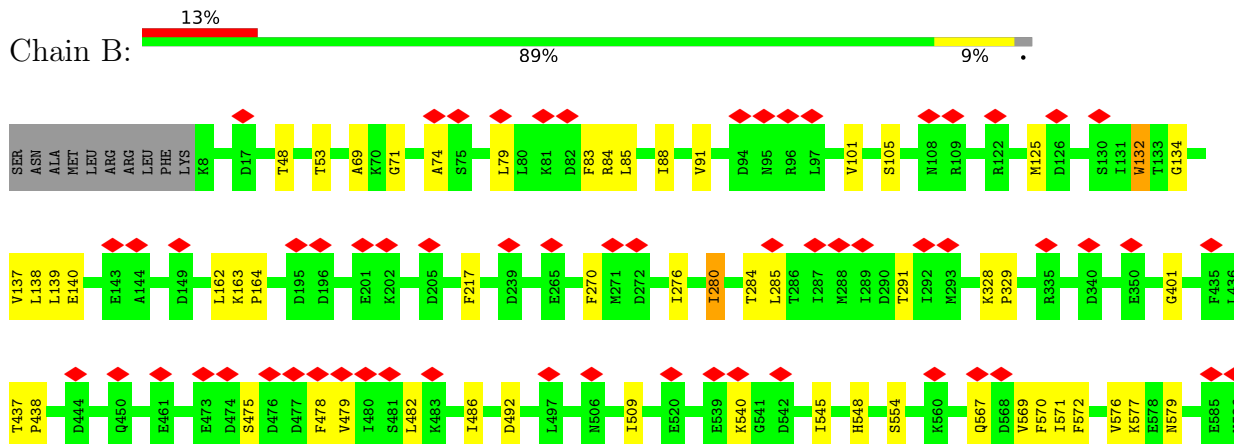 13%
Chain B:
89% 9% .
SER ASN ALA MET LEU ARG ARG LEU PHE LYS K8 D17 T48 T53 A69 K70 G71 A74 S75 L79 L80 K81 D82 F83 R84 L85 I88 V91 D94 N95 R96 L97 V101 S105 N108 R109 R122 M125 D126 S130 I131 W132 T133 G134
V137 L138 L139 E140 E143 A144 D149 L162 K163 P164 D195 D196 E201 K202 D205 F217 D239 E265 F270 M271 D272 I276 I280 T284 L285 T286 I287 M288 I289 D290 T291 I292 M293 K328 P329 R335 D340 E350 G401 F435 L436
T437 P438 D444 Q450 E461 E473 D474 S475 D476 D477 F478 V479 I480 S481 L482 K483 I486 D492 L497 N506 I509 E520 E539 K540 G541 D542 I545 H548 S554 K560 Q567 D568 V569 F570 I571 F572 V576 K577 E578 N579 E585